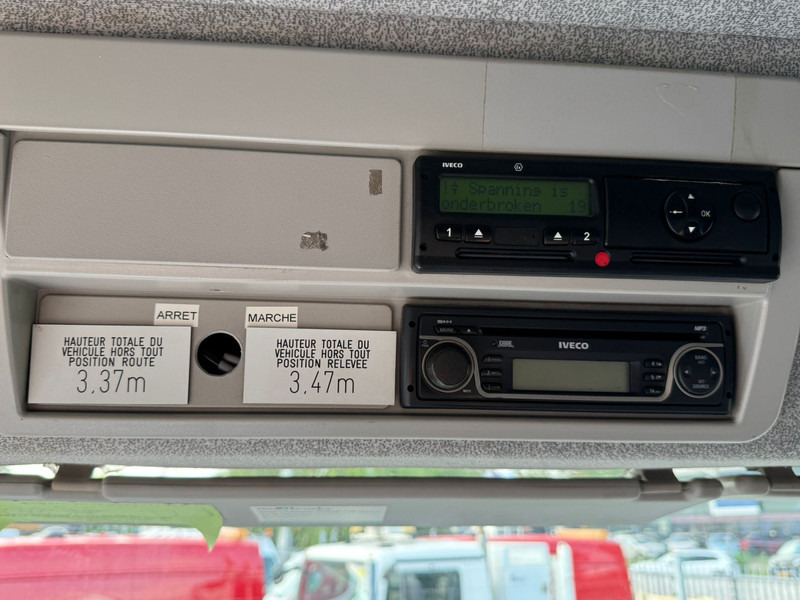 IVECO
Spanning is
onderbroken 19
1
2
OK
ARRET
MARCHE
HAUTEUR TOTALE DU
VEHICULE HORS TOUT
POSITION ROUTE
3,37m
HAUTEUR TOTALE DU
VEHICULE HORS TOUT
POSITION RELEVEE
3,47m
IVECO
MP3